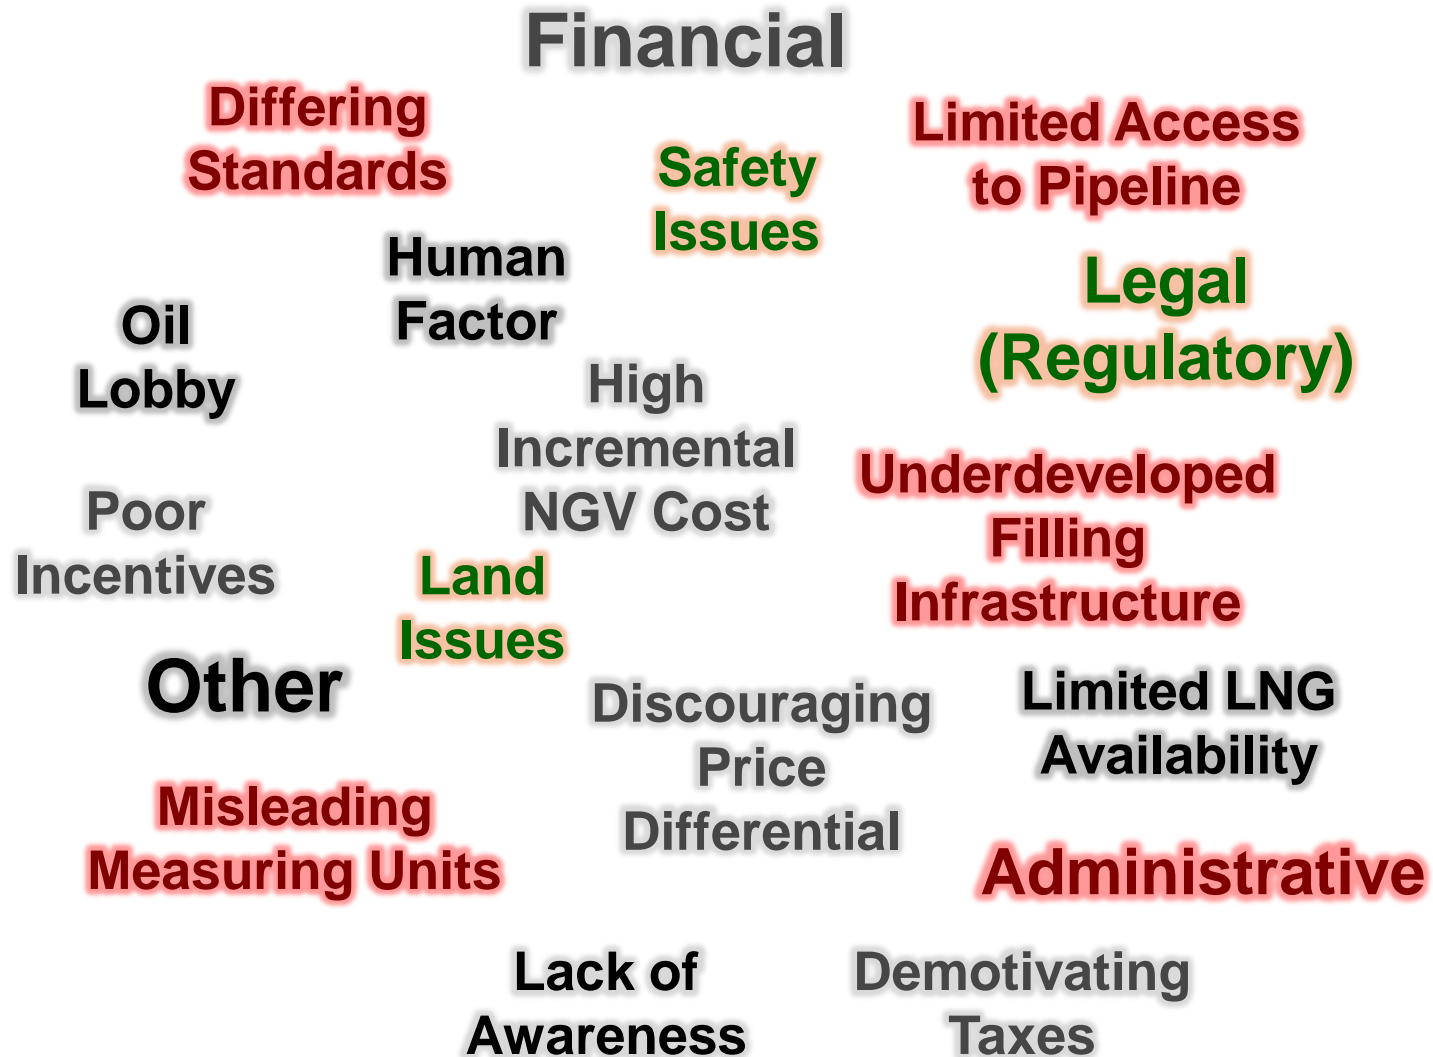 Financial
Differing
Standards
Safety
Issues
Limited Access
to Pipeline
Human
Factor
Legal
(Regulatory)
Oil
Lobby
High
Incremental
NGV Cost
Underdeveloped
Filling
Infrastructure
Poor
Incentives
Land
Issues
Other
Discouraging
Price
Differential
Limited LNG
Availability
Misleading
Measuring Units
Administrative
Lack of
Awareness
Demotivating
Taxes